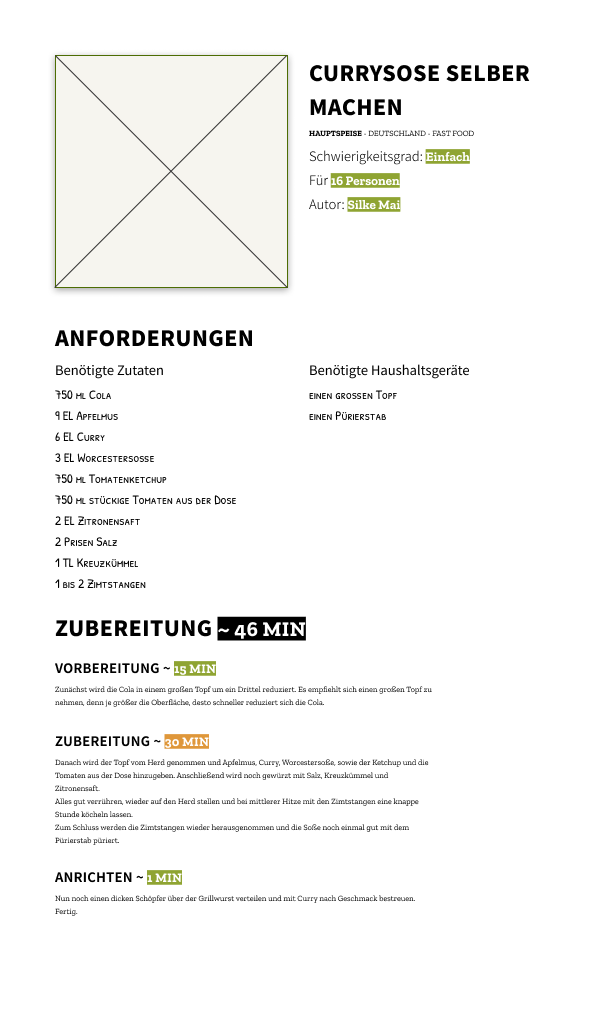 CURRYSOSE SELBER
MACHEN
HAUPTSPEISE - DEUTSCHLAND - FAST FOOD
Schwierigkeitsgrad: Einfach
Für 16 Personen
Autor: Silke Mai
ANFORDERUNGEN
Benötigte Zutaten
750 ml Cola
9 EL Apfelmus
6 EL Curry
3 EL Worcestersosse
750 ml Tomatenketchup
750 ml stückige Tomaten aus der Dose
2 EL Zitronensaft
2 Prisen Salz
1 TL Kreuzkümmel
1 bis 2 Zimtstangen
Benötigte Haushaltsgeräte
einen grossen Topf
einen Pürierstab
ZUBEREITUNG ~ 46 MIN
VORBEREITUNG ~ 15 MIN
Zunächst wird die Cola in einem großen Topf um ein Drittel reduziert. Es empfiehlt sich einen großen Topf zu
nehmen, denn je größer die Oberfläche, desto schneller reduziert sich die Cola.
ZUBEREITUNG ~ 30 MIN
Danach wird der Topf vom Herd genommen und Apfelmus, Curry, Worcestersoße, sowie der Ketchup und die
Tomaten aus der Dose hinzugeben. Anschließend wird noch gewürzt mit Salz, Kreuzkümmel und
Zitronensaft.
Alles gut verrühren, wieder auf den Herd stellen und bei mittlerer Hitze mit den Zimtstangen eine knappe
Stunde köcheln lassen.
Zum Schluss werden die Zimtstangen wieder herausgenommen und die Soße noch einmal gut mit dem
Pürierstab püriert.
ANRICHTEN ~ 1 MIN
Nun noch einen dicken Schöpfer über der Grillwurst verteilen und mit Curry nach Geschmack bestreuen.
Fertig.